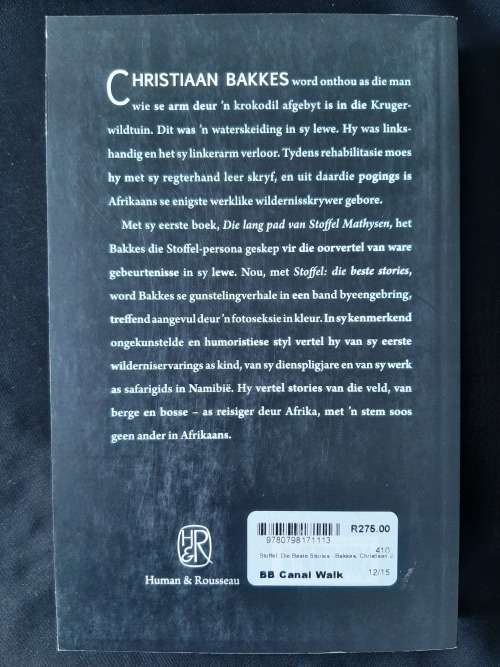 CHRISTIAAN BAKKES word onthou as die man
wie se arm deur 'n krokodil afgebyt is in die Kruger-
wildtuin. Dit was 'n waterskeiding in sy lewe. Hy was links-
handig en het sy linkerarm verloor. Tydens rehabilitasie moes
hy met sy regterhand leer skryf, en uit daardie pogings is
Afrikaans se enigste werklike wildernisskrywer gebore.
Met sy eerste boek, Die lang pad van Stoffel Mathysen, het
Bakkes die Stoffel-persona geskep vir die oorvertel van ware
gebeurtenisse in sy lewe. Nou, met Stoffel: die beste stories,
word Bakkes se gunstelingverhale in een band byeengebring,
treffend aangevul deur 'n fotoseksie in kleur. In sy kenmerkend
ongekunstelde en humoristiese styl vertel hy van sy eerste
wilderniservarings as kind, van sy dienspligjare en van sy werk
as safarigids in Namibië. Hy vertel stories van die veld, van
berge en bosse – as reisiger deur Afrika, met 'n stem soos
geen ander in Afrikaans.
H&R
Human & Rousseau
R275.00
9780798171113
410
Stoffel: Die Beste Stories - Bakkes, Christiaan J
BB Canal Walk
12/15